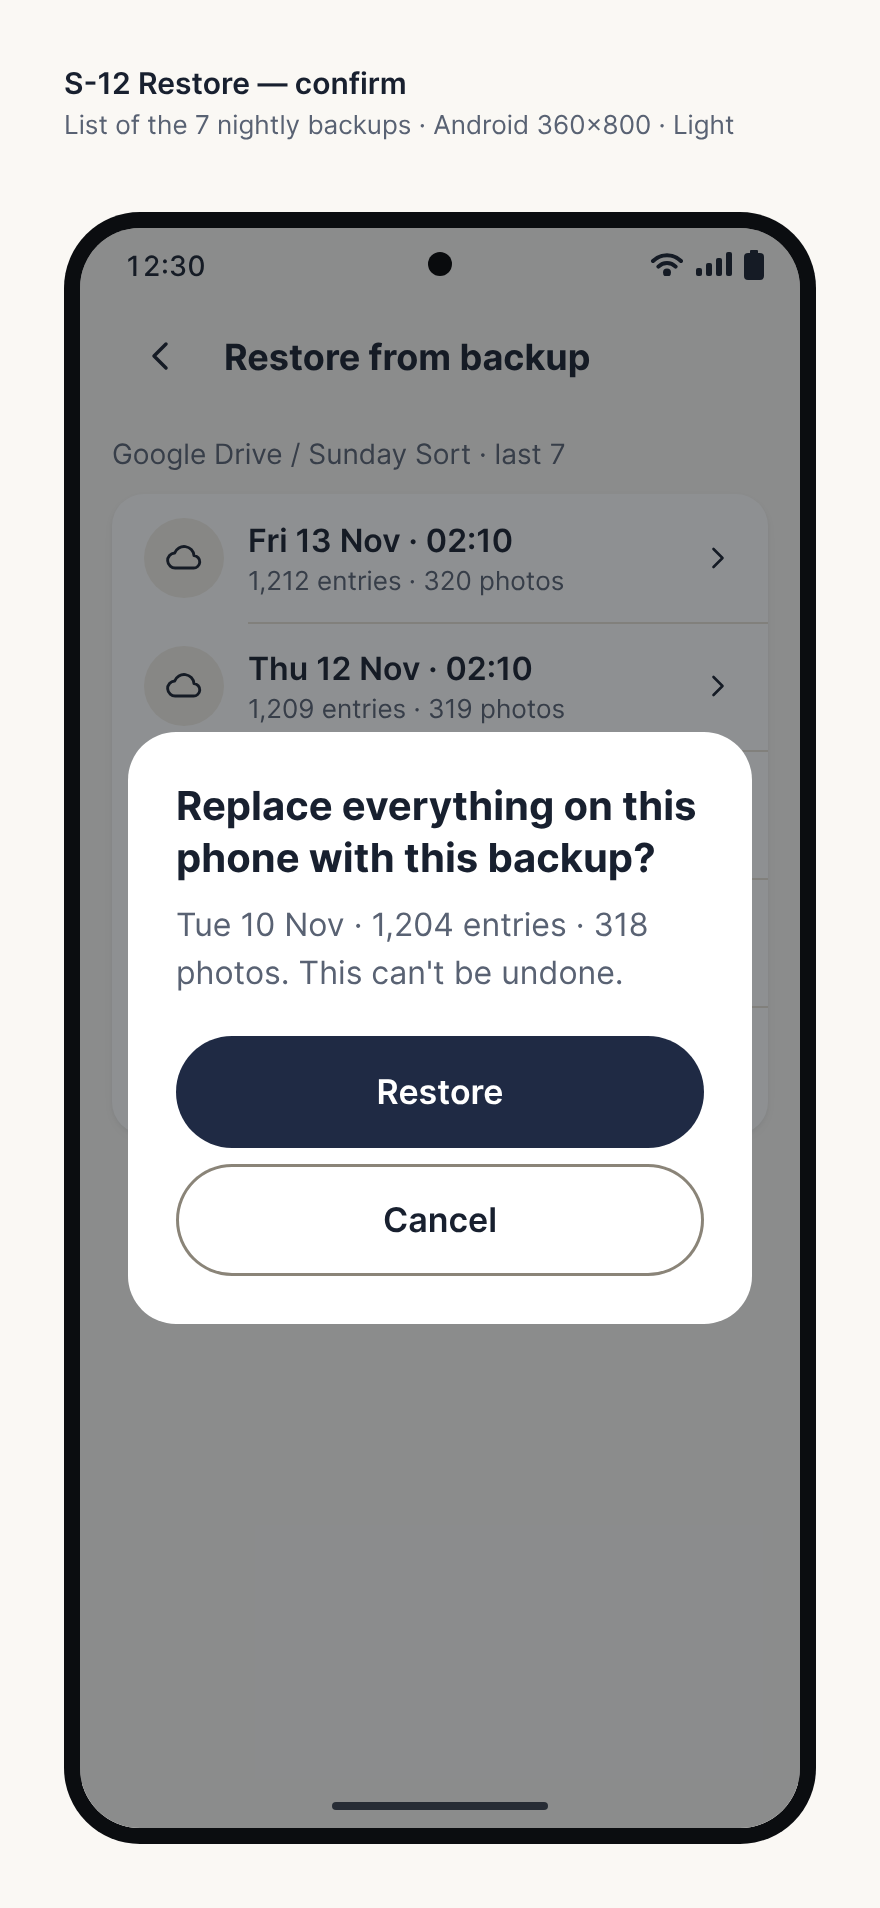 S-12 Restore — confirm
List of the 7 nightly backups · Android 360×800 · Light
12:30
Restore from backup
Google Drive / Sunday Sort · last 7
Fri 13 Nov · 02:10
1,212 entries · 320 photos
Thu 12 Nov · 02:10
1,209 entries · 319 photos
Replace everything on this
phone with this backup?
Tue 10 Nov · 1,204 entries · 318
photos. This can't be undone.
Restore
Cancel